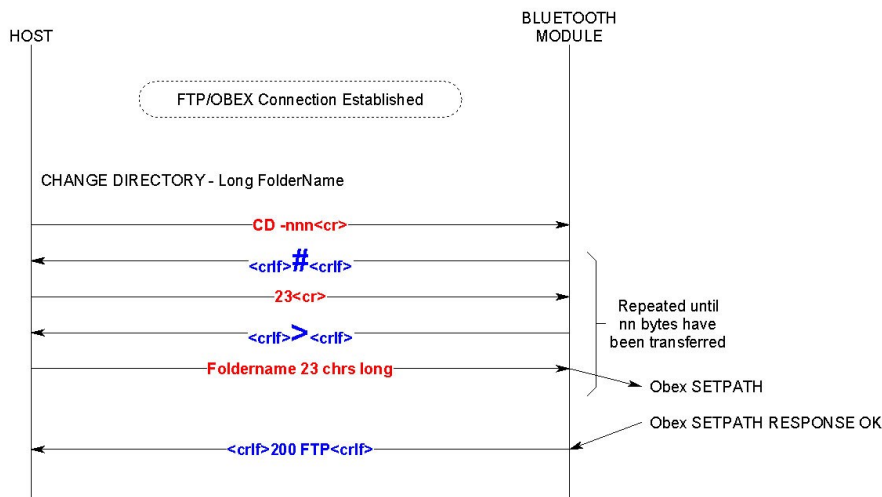 HOST
BLUETOOTH
MODULE
FTP/OBEX Connection Established
CHANGE DIRECTORY - Long FolderName
CD -nnn<cr>
<crlf>#<crlf>
23<cr>
<crlf>><crlf>
Repeated until
nn bytes have
been transferred
Foldername 23 chrs long
Obex SETPATH
Obex SETPATH RESPONSE OK
<crlf>200 FTP<crlf>